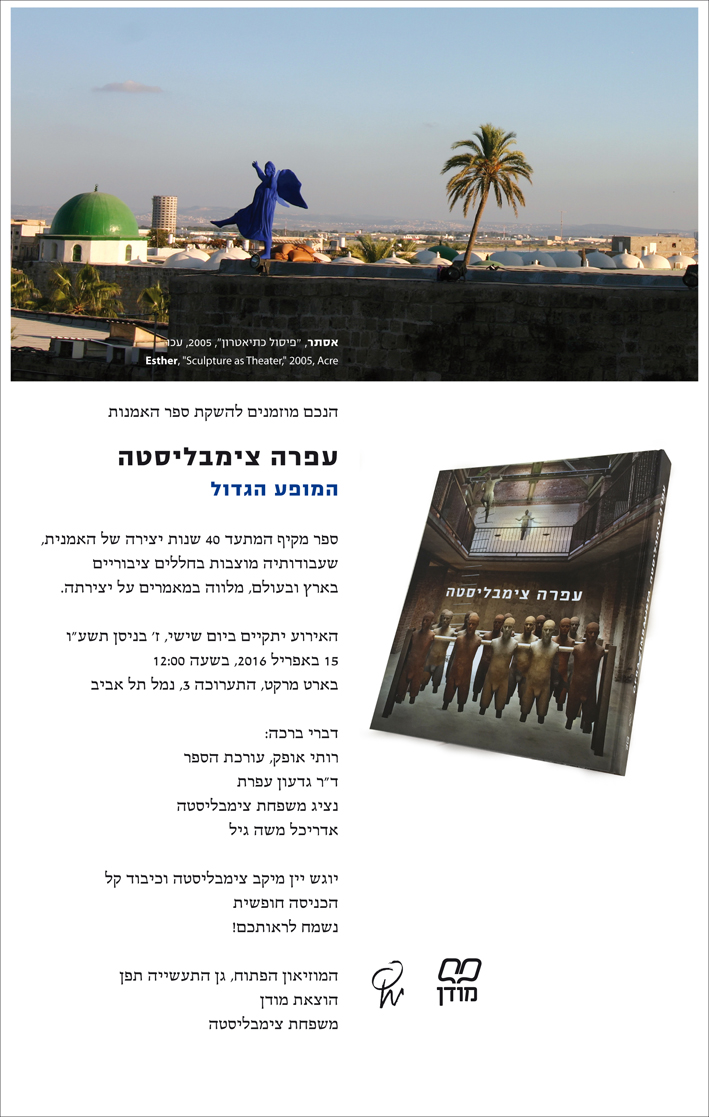 אסתר, "פיסול כתיאטרון", 2005, עכו
Esther, "Sculpture as Theater," 2005, Acre
הנכם מוזמנים להשקת ספר האמנות
עפרה צימבליסטה
המופע הגדול
ספר מקיף המתעד 40 שנות יצירה של האמנית,
שעבודותיה מוצבות בחללים ציבוריים
בארץ ובעולם, מלווה במאמרים על יצירתה.
האירוע יתקיים ביום שישי, ז' בניסן תשע"ו
15 באפריל 2016, בשעה 12:00
בארט מרקט, התערוכה 3, נמל תל אביב
דברי ברכה:
רותי אופק, עורכת הספר
ד"ר גדעון עפרת
נציג משפחת צימבליסטה
אדריכל משה גיל
יוגש יין מיקב צימבליסטה וכיבוד קל
הכניסה חופשית
נשמח לראותכם!
המוזיאון הפתוח, גן התעשייה תפן
הוצאת מודן
משפחת צימבליסטה
עפרה צימבליסטה
מודן